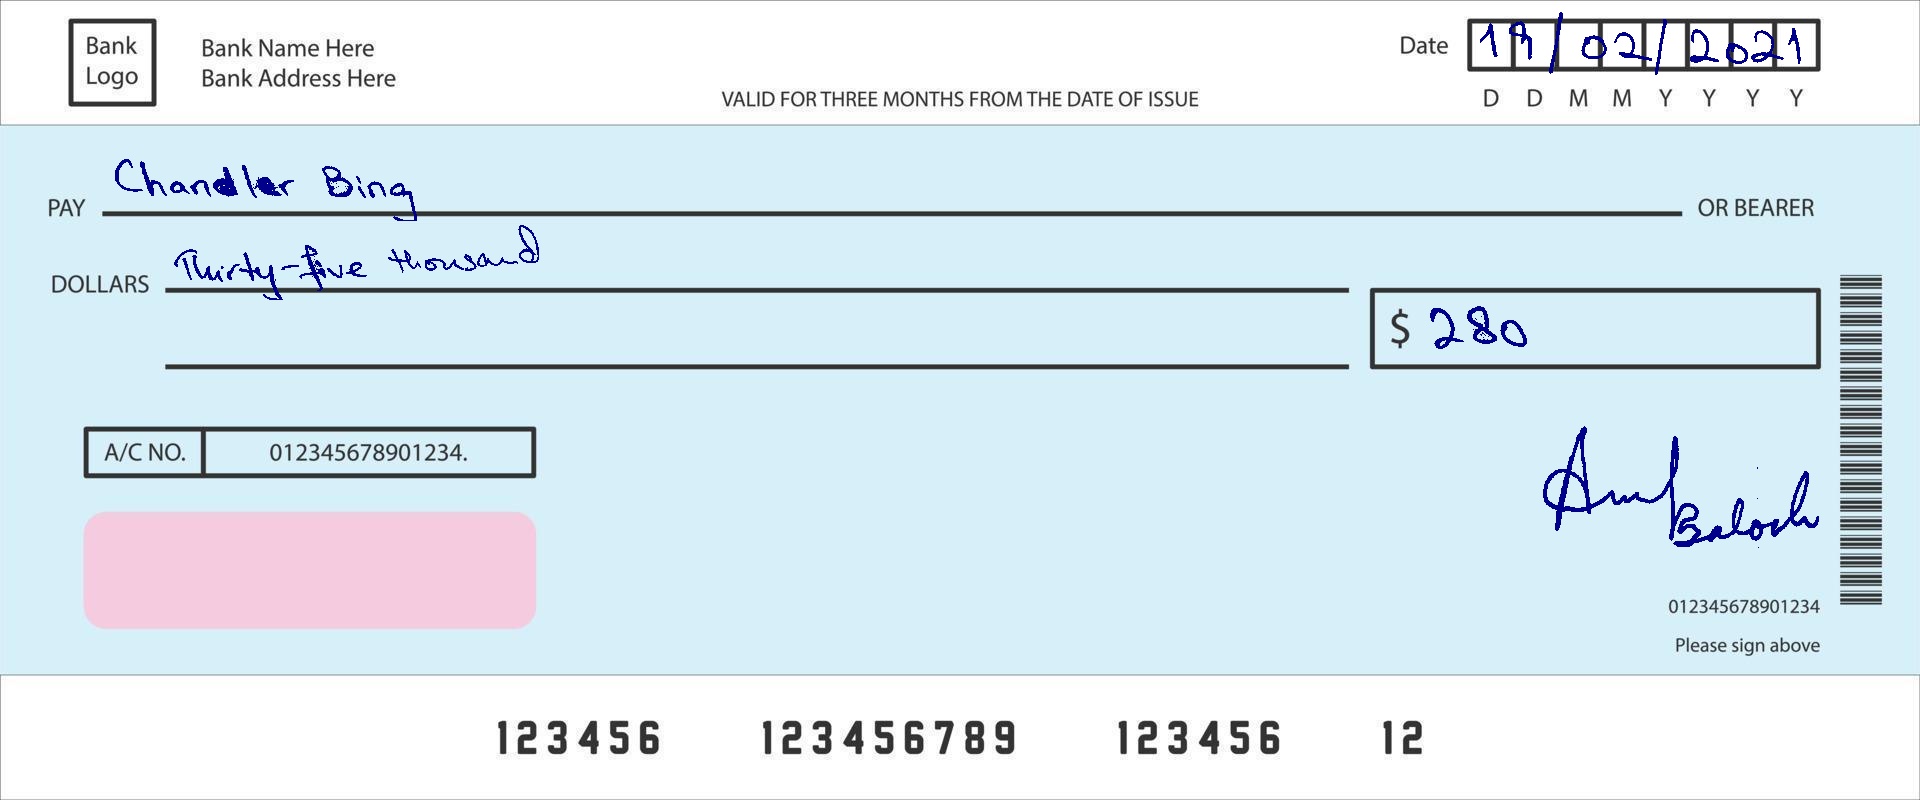 Bank Logo
Bank Name Here
Bank Address Here
VALID FOR THREE MONTHS FROM THE DATE OF ISSUE
Date 19/02/2021
D D M M Y Y Y Y
PAY Chandler Bing OR BEARER
DOLLARS Thirty-five thousand
$ 280
A/C NO. 012345678901234.
Baloch
012345678901234
Please sign above
123456 123456789 123456 12